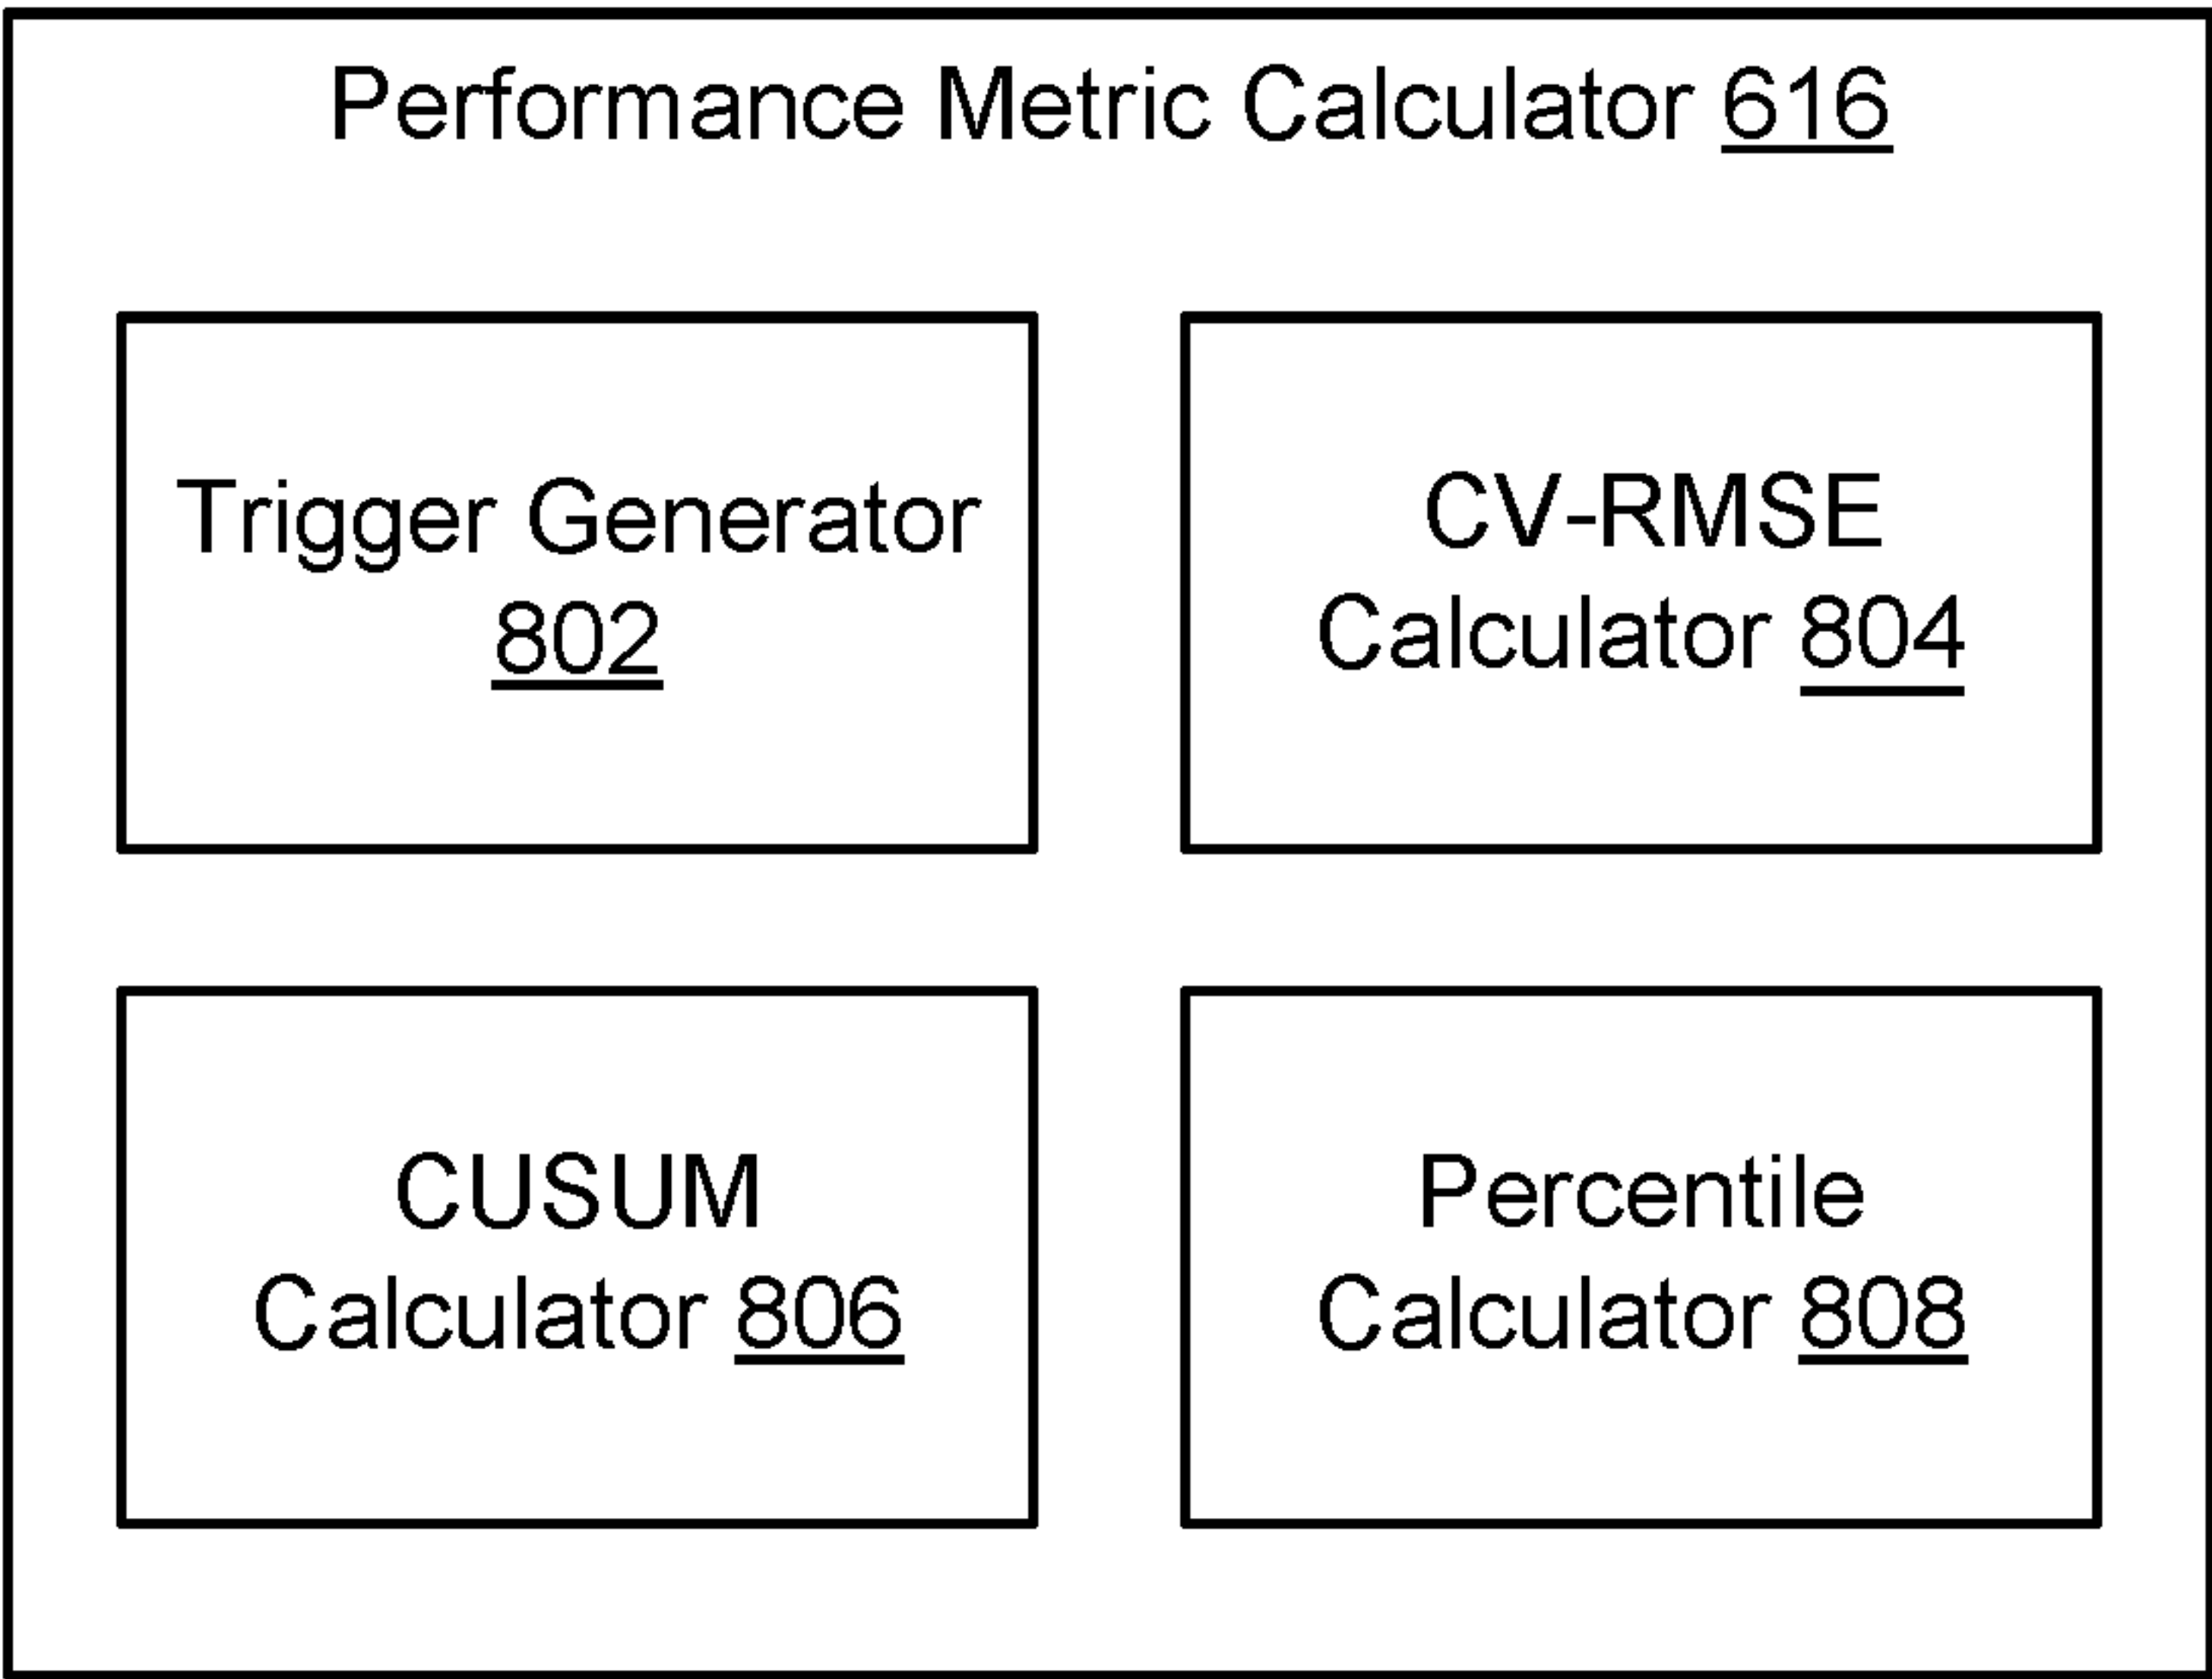 Performance Metric Calculator 616
Trigger Generator
802
CV-RMSE
Calculator 804
CUSUM
Calculator 806
Percentile
Calculator 808